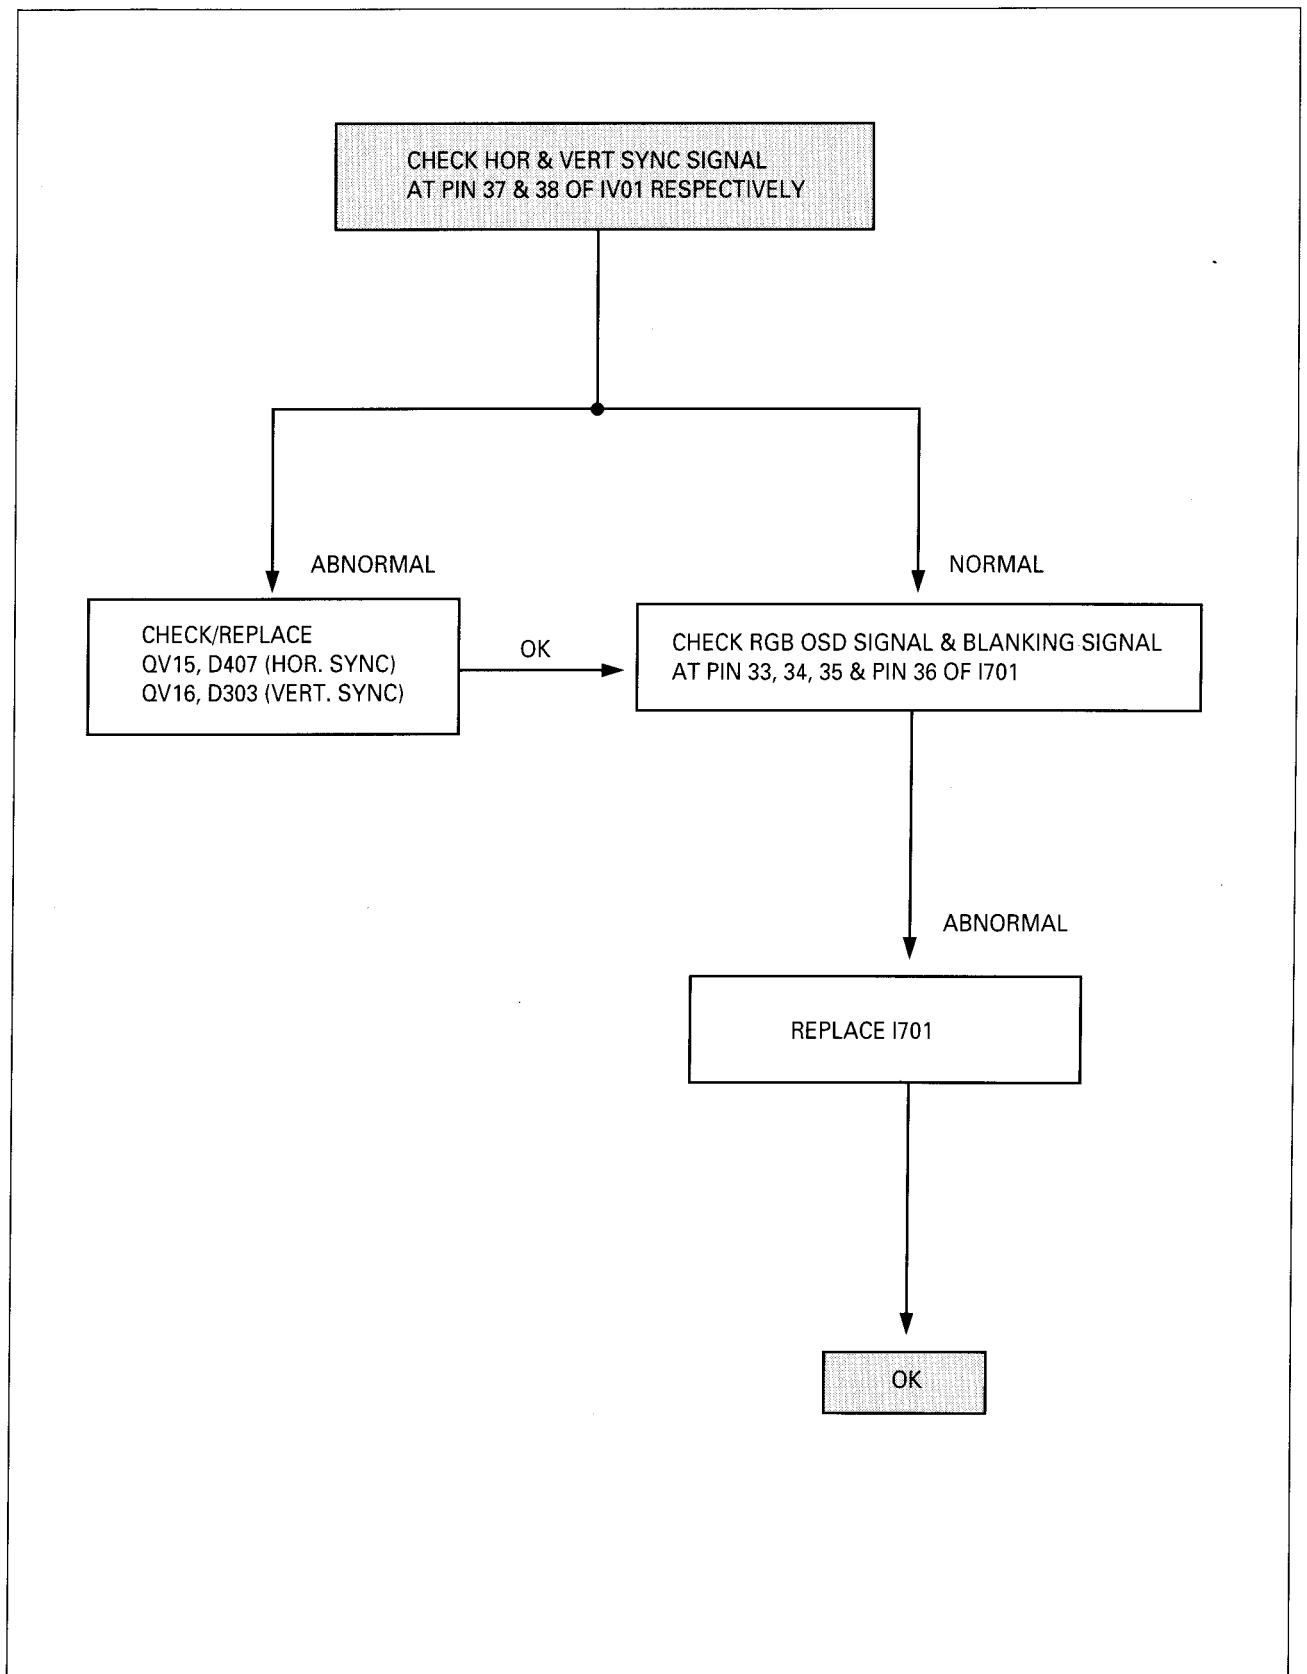 CHECK HOR & VERT SYNC SIGNAL
AT PIN 37 & 38 OF IV01 RESPECTIVELY
ABNORMAL
NORMAL
CHECK/REPLACE
QV15, D407 (HOR. SYNC)
QV16, D303 (VERT. SYNC)
OK
CHECK RGB OSD SIGNAL & BLANKING SIGNAL
AT PIN 33, 34, 35 & PIN 36 OF I701
ABNORMAL
REPLACE I701
OK